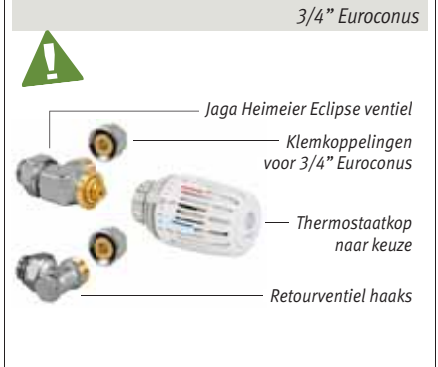 3/4” Euroconus
Jaga Heimeier Eclipse ventiel
Klemkoppelingen
voor 3/4” Euroconus
Thermostaatkop
naar keuze
Retourventiel haaks